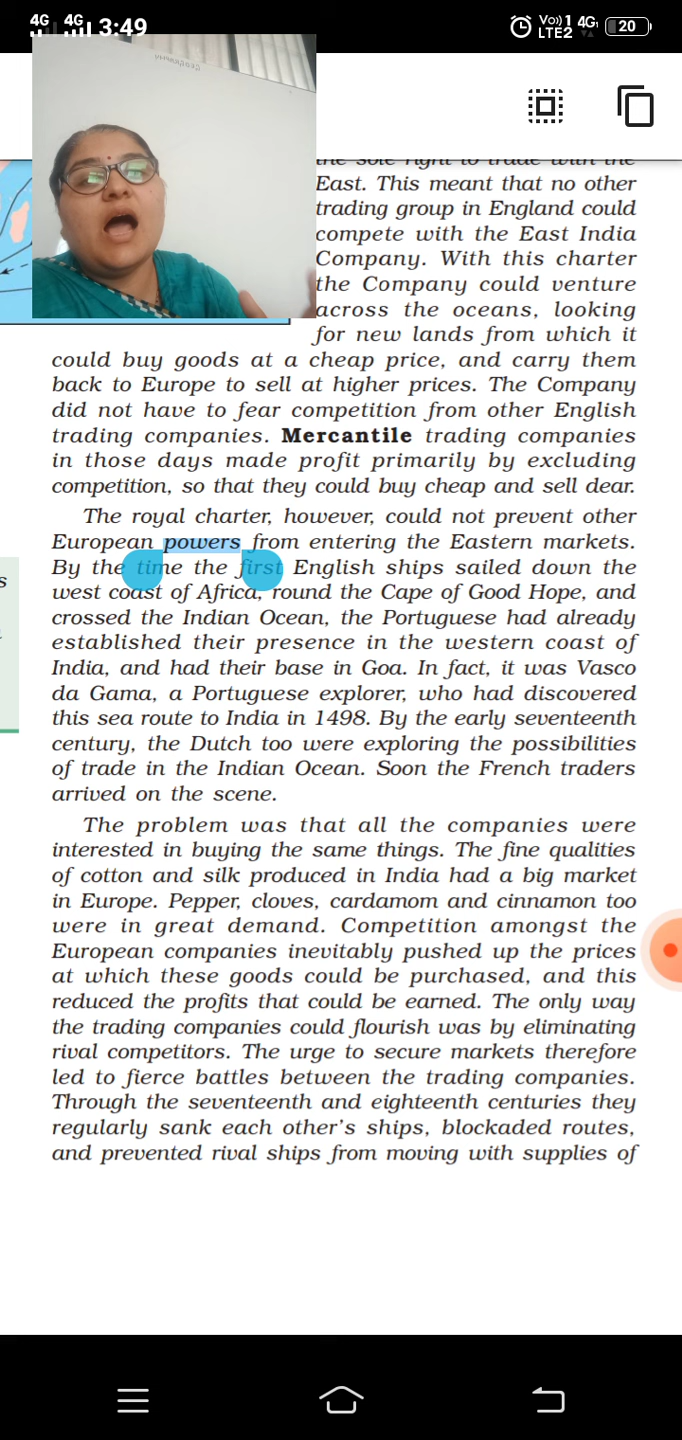 4G 4G 3:49
Vo)) 1 4G
LTE2
20
the sole right to trade with the
East. This meant that no other
trading group in England could
compete with the East India
Company. With this charter
the Company could venture
across the oceans, looking
for new lands from which it
could buy goods at a cheap price, and carry them
back to Europe to sell at higher prices. The Company
did not have to fear competition from other English
trading companies. Mercantile trading companies
in those days made profit primarily by excluding
competition, so that they could buy cheap and sell dear.
The royal charter, however, could not prevent other
European powers from entering the Eastern markets.
By the time the first English ships sailed down the
west coast of Africa, round the Cape of Good Hope, and
crossed the Indian Ocean, the Portuguese had already
established their presence in the western coast of
India, and had their base in Goa. In fact, it was Vasco
da Gama, a Portuguese explorer, who had discovered
this sea route to India in 1498. By the early seventeenth
century, the Dutch too were exploring the possibilities
of trade in the Indian Ocean. Soon the French traders
arrived on the scene.
The problem was that all the companies were
interested in buying the same things. The fine qualities
of cotton and silk produced in India had a big market
in Europe. Pepper, cloves, cardamom and cinnamon too
were in great demand. Competition amongst the
European companies inevitably pushed up the prices
at which these goods could be purchased, and this
reduced the profits that could be earned. The only way
the trading companies could flourish was by eliminating
rival competitors. The urge to secure markets therefore
led to fierce battles between the trading companies.
Through the seventeenth and eighteenth centuries they
regularly sank each other's ships, blockaded routes,
and prevented rival ships from moving with supplies of